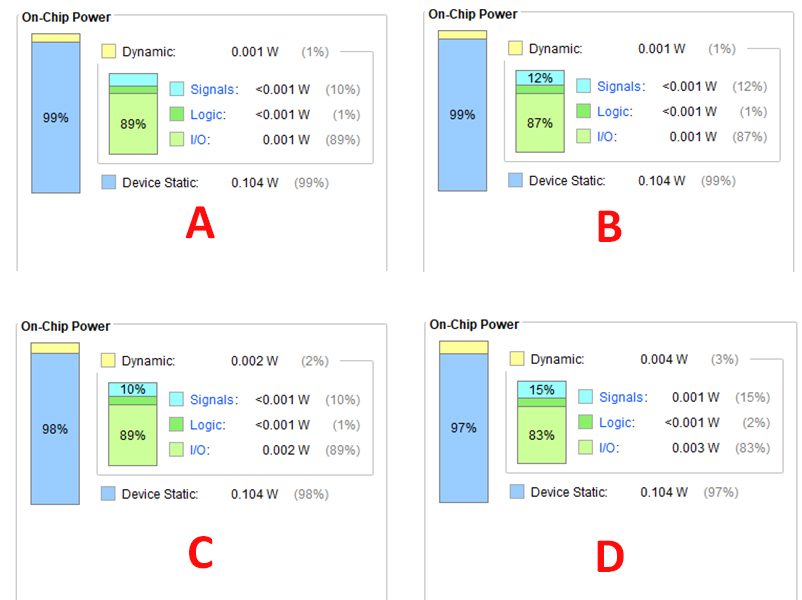 On-Chip Power
Dynamic: 0.001 W (1%)
99%
89%
Signals: <0.001 W (10%)
Logic: <0.001 W (1%)
I/O: 0.001 W (89%)
Device Static: 0.104 W (99%)
A
On-Chip Power
Dynamic: 0.001 W (1%)
99%
12%
87%
Signals: <0.001 W (12%)
Logic: <0.001 W (1%)
I/O: 0.001 W (87%)
Device Static: 0.104 W (99%)
B
On-Chip Power
Dynamic: 0.002 W (2%)
98%
10%
89%
Signals: <0.001 W (10%)
Logic: <0.001 W (1%)
I/O: 0.002 W (89%)
Device Static: 0.104 W (98%)
C
On-Chip Power
Dynamic: 0.004 W (3%)
97%
15%
83%
Signals: 0.001 W (15%)
Logic: <0.001 W (2%)
I/O: 0.003 W (83%)
Device Static: 0.104 W (97%)
D